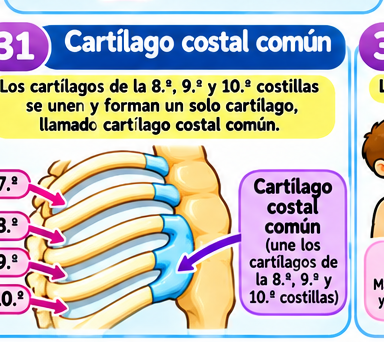 31
Cartílago costal común
Los cartílagos de la 8.ª, 9.ª y 10.ª costillas
se unen y forman un solo cartílago,
llamado cartílago costal común.
7.ª
8.ª
9.ª
10.ª
Cartílago
costal
común
(une los
cartílagos de
la 8.ª, 9.ª y
10.ª costillas)
3
L
M
y